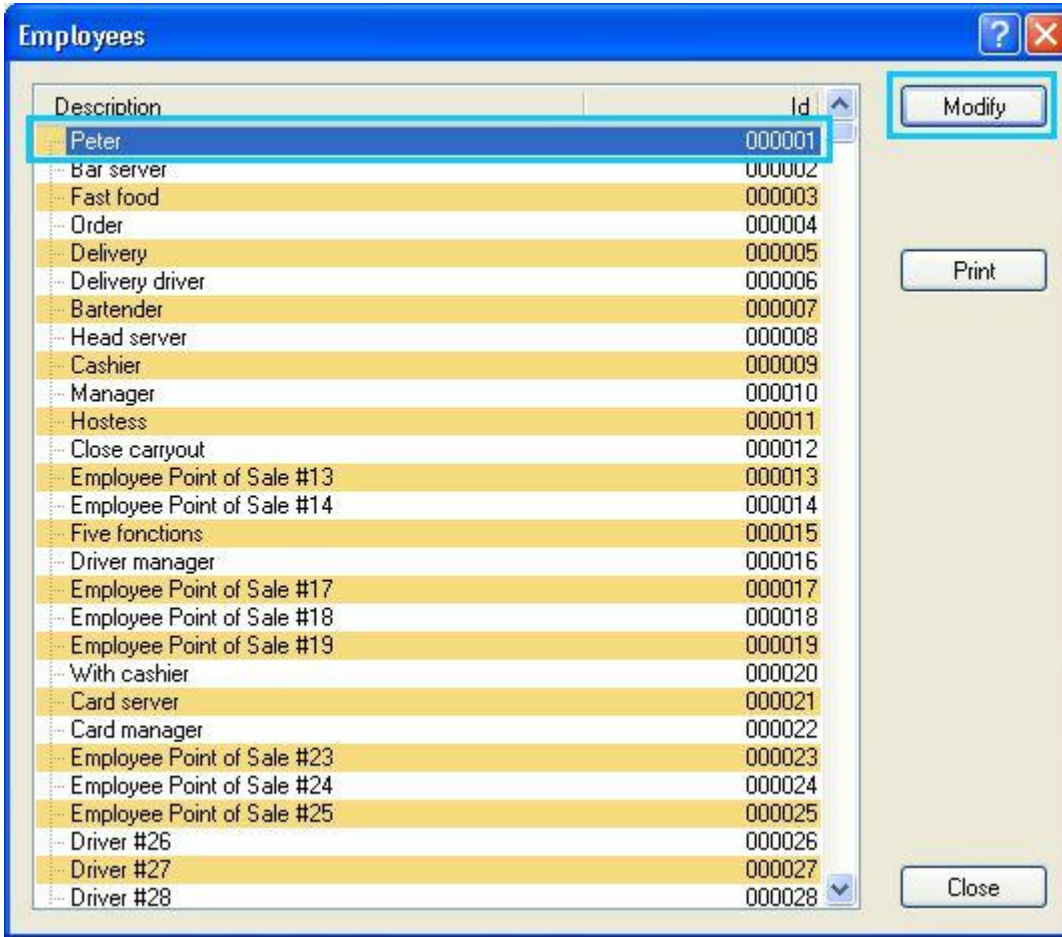 Employees
Description Id
Modify
Peter 000001
Bar server 000002
Fast food 000003
Order 000004
Delivery 000005
Print
Delivery driver 000006
Bartender 000007
Head server 000008
Cashier 000009
Manager 000010
Hostess 000011
Close carryout 000012
Employee Point of Sale #13 000013
Employee Point of Sale #14 000014
Five fonctions 000015
Driver manager 000016
Employee Point of Sale #17 000017
Employee Point of Sale #18 000018
Employee Point of Sale #19 000019
With cashier 000020
Card server 000021
Card manager 000022
Employee Point of Sale #23 000023
Employee Point of Sale #24 000024
Employee Point of Sale #25 000025
Driver #26 000026
Driver #27 000027
Driver #28 000028
Close